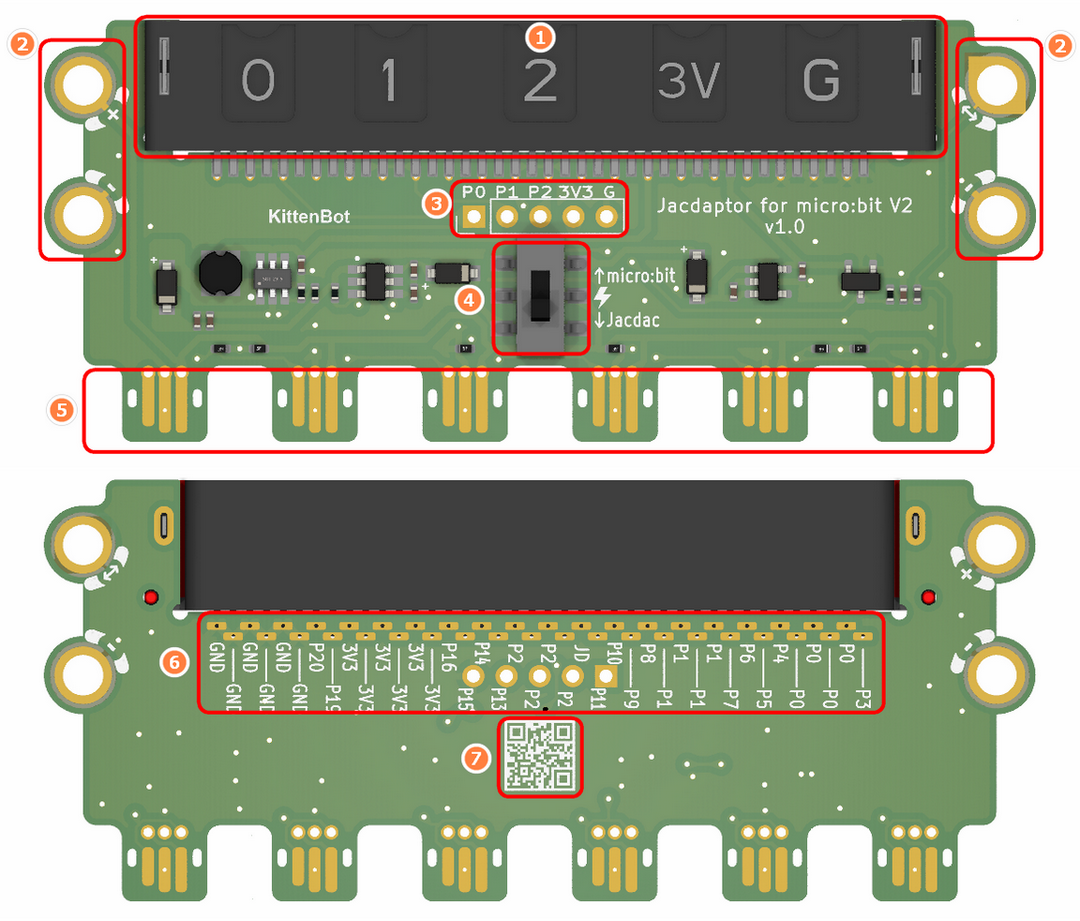 2
1
2
0 1 2 3V G
3
P0 P1 P2 3V3 G
KittenBot
Jacdaptor for micro:bit V2
v1.0
4
↑micro:bit
↓Jacdac
5
6
GND GND GND P20 3V3 3V3 3V3 P16 P14 P2 P2 JD P10 P8 P1 P1 P6 P4 P0 P0
GND GND GND P19 3V3 3V3 3V3 P15 P13 P2 P2 P11 P9 P1 P1 P7 P5 P0 P0 P3
7